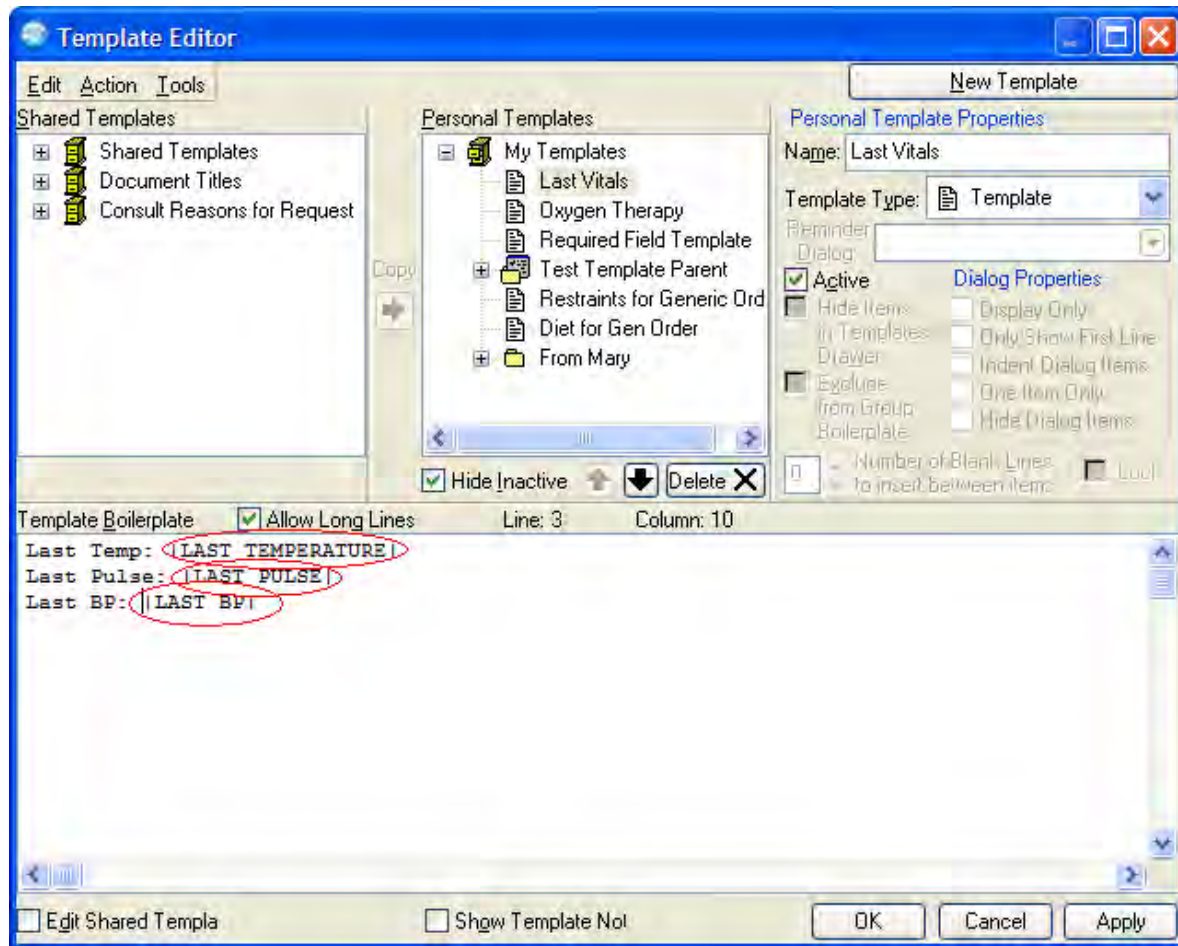 Template Editor
Edit Action Tools
New Template
Shared Templates
Shared Templates
Document Titles
Consult Reasons for Request
Copy
Personal Templates
My Templates
Last Vitals
Oxygen Therapy
Required Field Template
Test Template Parent
Restraints for Generic Ord
Diet for Gen Order
From Mary
Hide Inactive
Delete
Personal Template Properties
Name: Last Vitals
Template Type: Template
Reminder
Dialog:
Active
Hide Items
in Templates
Drawer
Exclude
from Group
Boilerplate
Dialog Properties
Display Only
Only Show First Line
Indent Dialog Items
One Item Only
Hide Dialog Items
0
Number of Blank Lines
to insert between items
Lock
Template Boilerplate Allow Long Lines Line: 3 Column: 10
Last Temp: |LAST TEMPERATURE|
Last Pulse: |LAST PULSE|
Last BP: |LAST BP|
Edit Shared Templa
Show Template Not
OK Cancel Apply